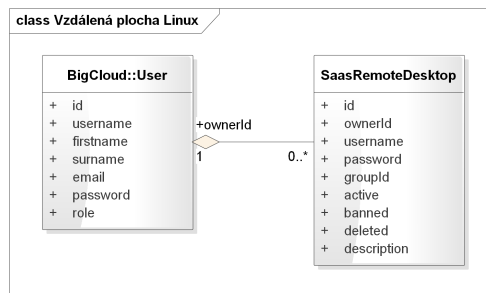 class Vzdálená plocha Linux
BigCloud::User
+ id
+ username
+ firstname
+ surname
+ email
+ password
+ role
+ownerId
1
0..*
SaasRemoteDesktop
+ id
+ ownerId
+ username
+ password
+ groupId
+ active
+ banned
+ deleted
+ description